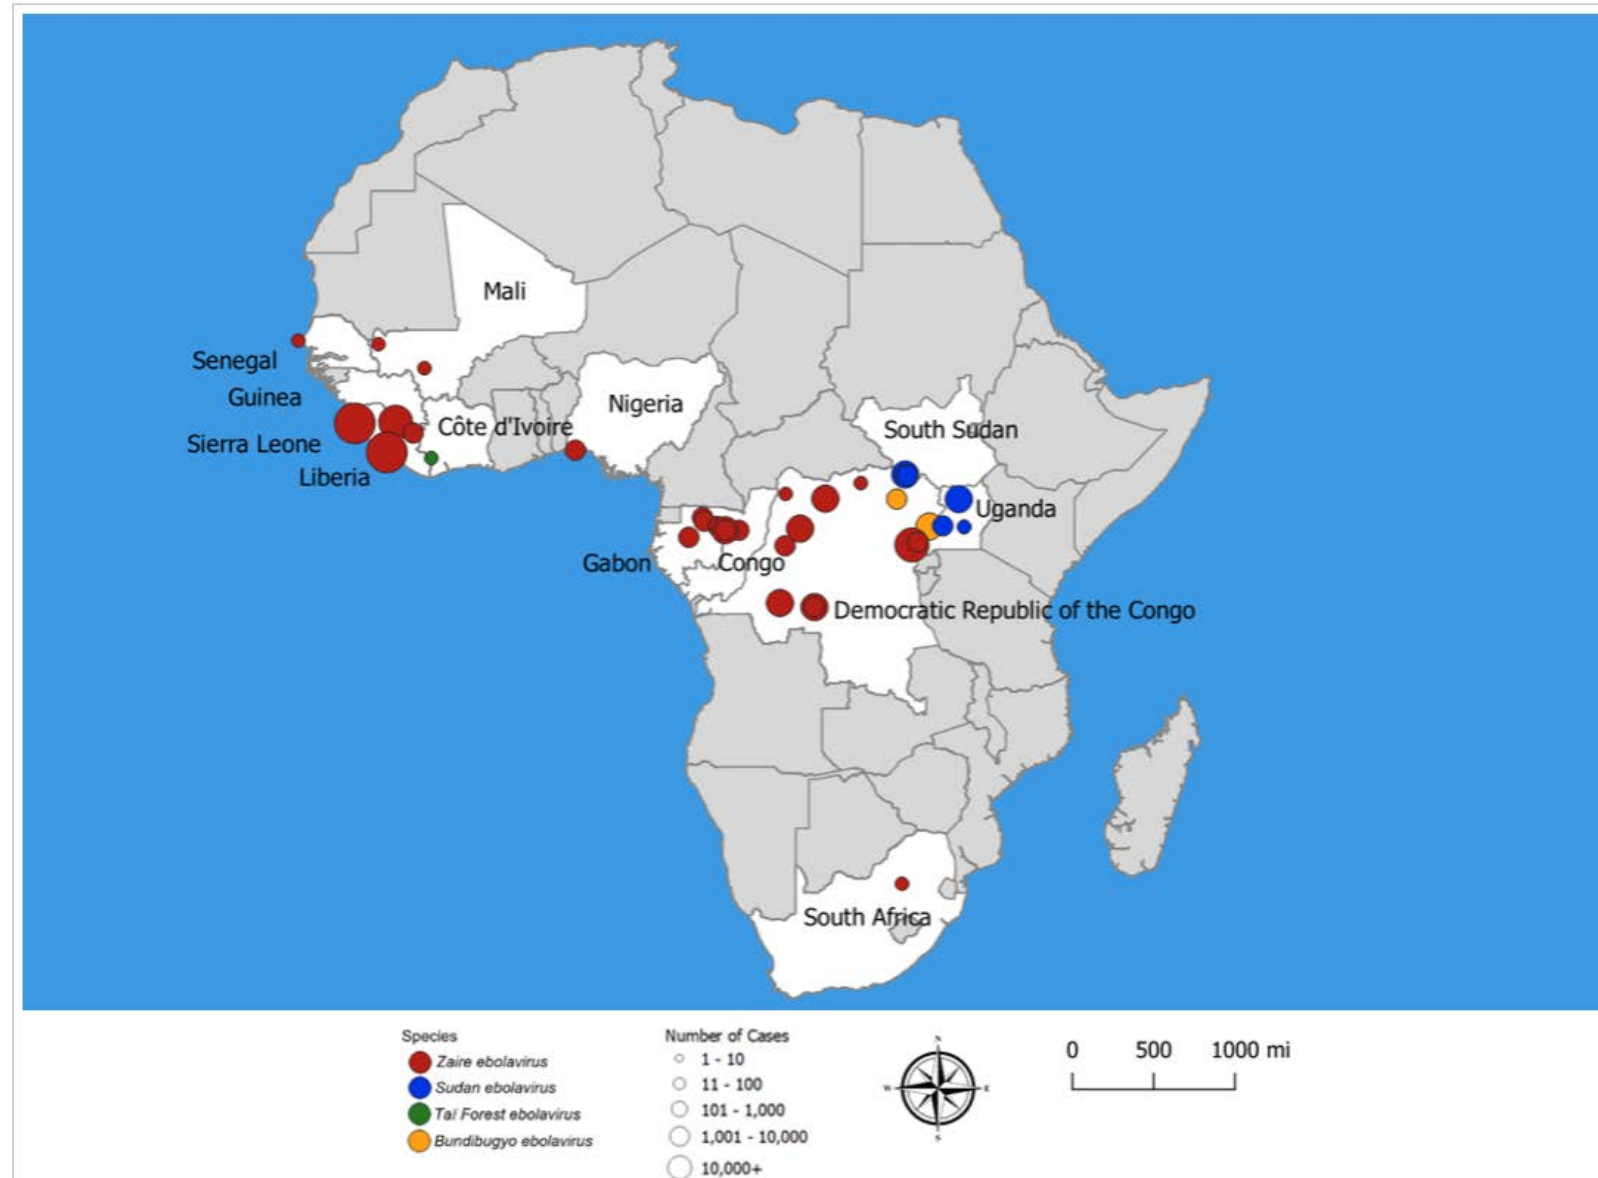 Mali
Senegal
Guinea
Nigeria
Côte d'Ivoire
South Sudan
Sierra Leone
Liberia
Uganda
Gabon
Congo
Democratic Republic of the Congo
South Africa
Species
Zaire ebolavirus
Sudan ebolavirus
Taï Forest ebolavirus
Bundibugyo ebolavirus
Number of Cases
1 - 10
11 - 100
101 - 1,000
1,001 - 10,000
10,000+
N
W E
S
0 500 1000 mi